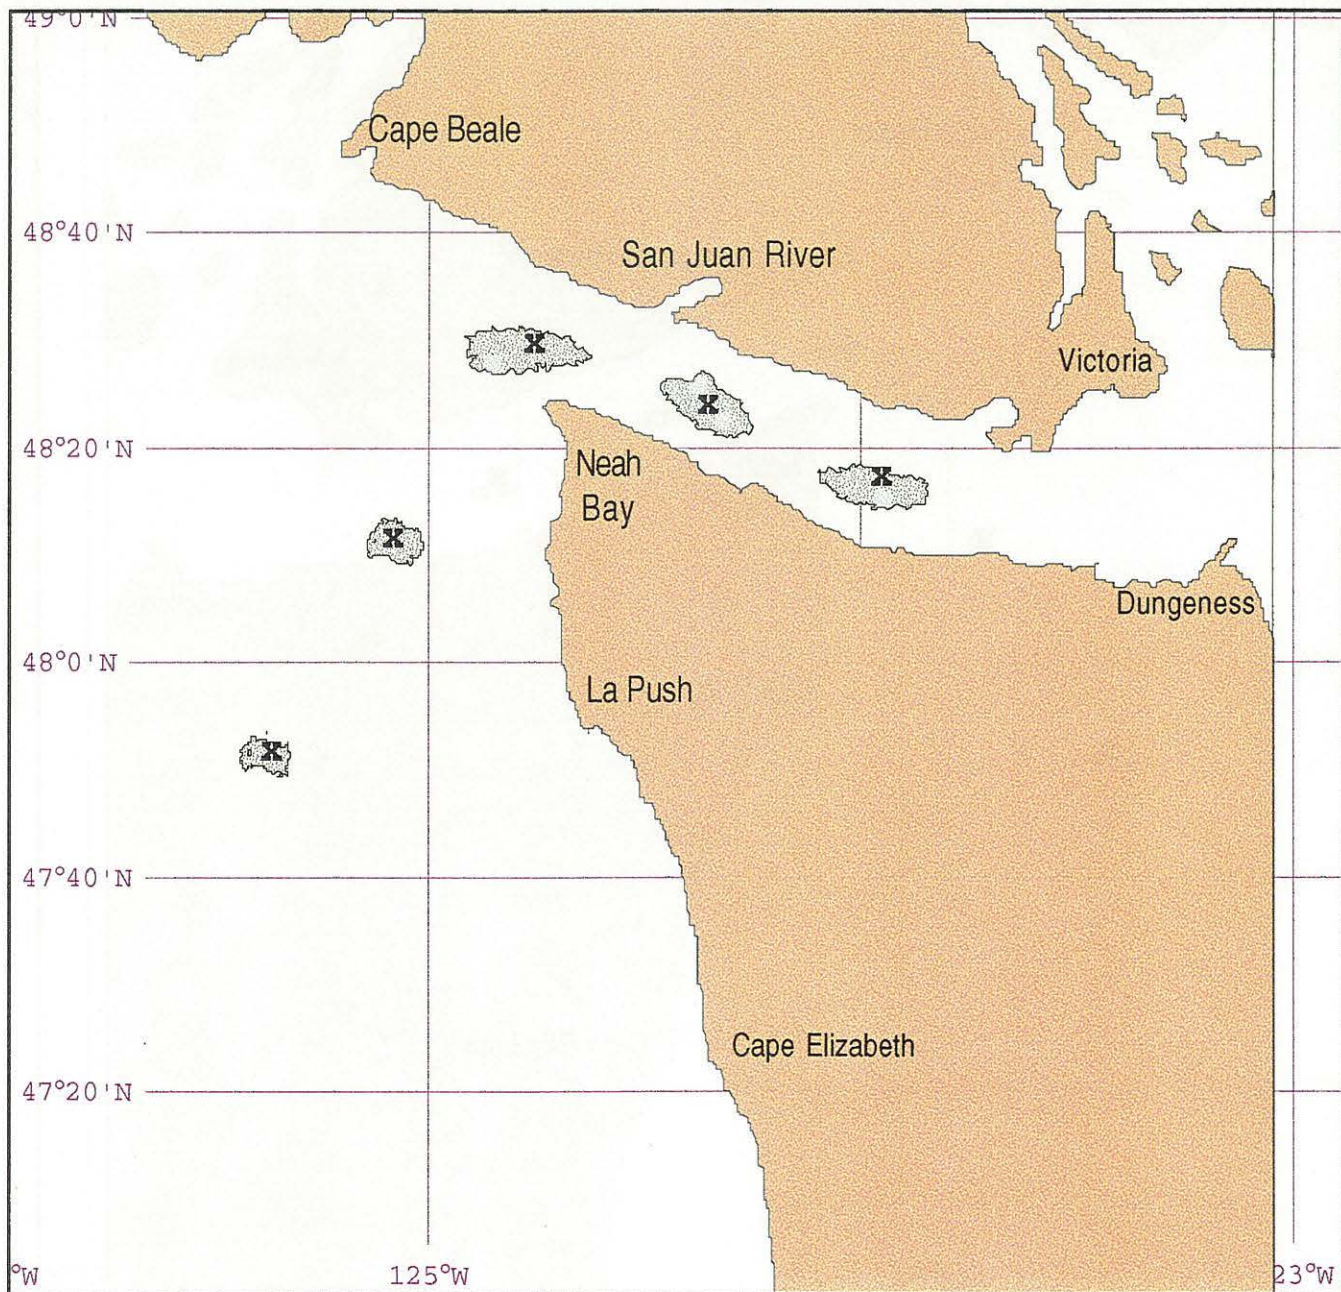 49°0'N
Cape Beale
48°40'N
San Juan River
Victoria
48°20'N
Neah
Bay
Dungeness
48°0'N
La Push
47°40'N
Cape Elizabeth
47°20'N
°W
125°W
23°W